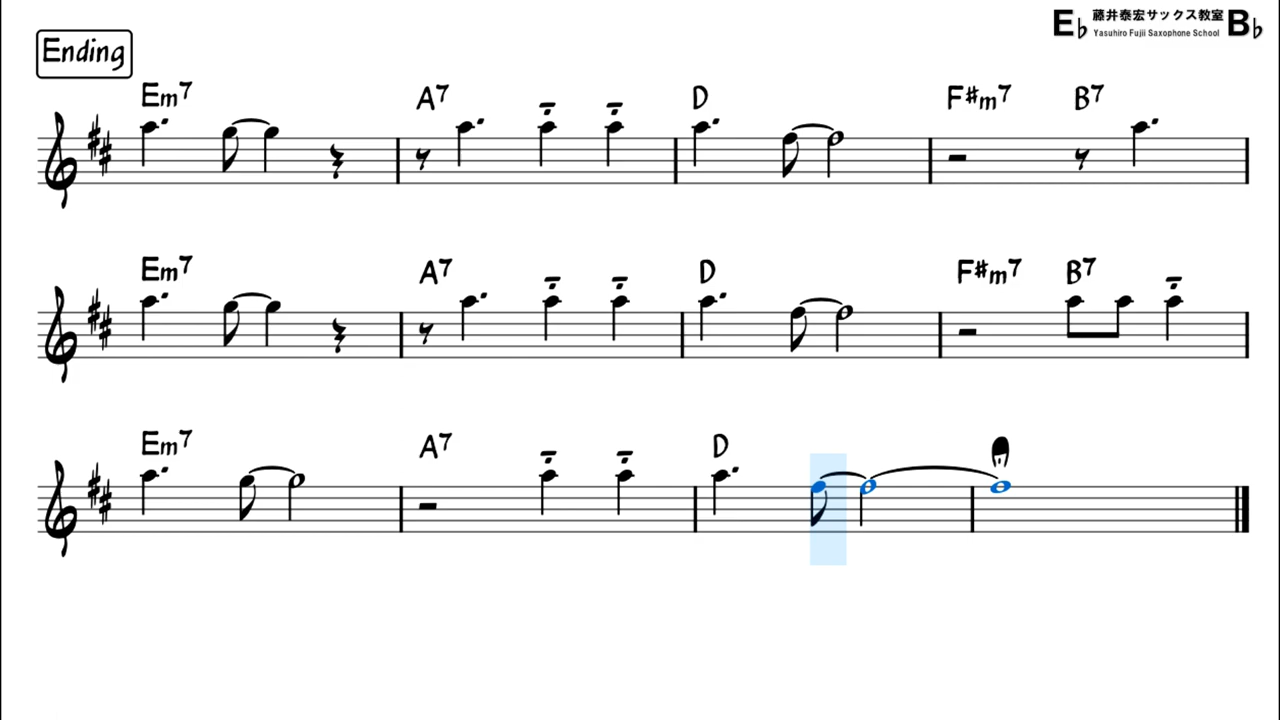 E♭ 藤井泰宏サックス教室 B♭
Yasuhiro Fujii Saxophone School
Ending
Em7 A7 D F#m7 B7
Em7 A7 D F#m7 B7
Em7 A7 D